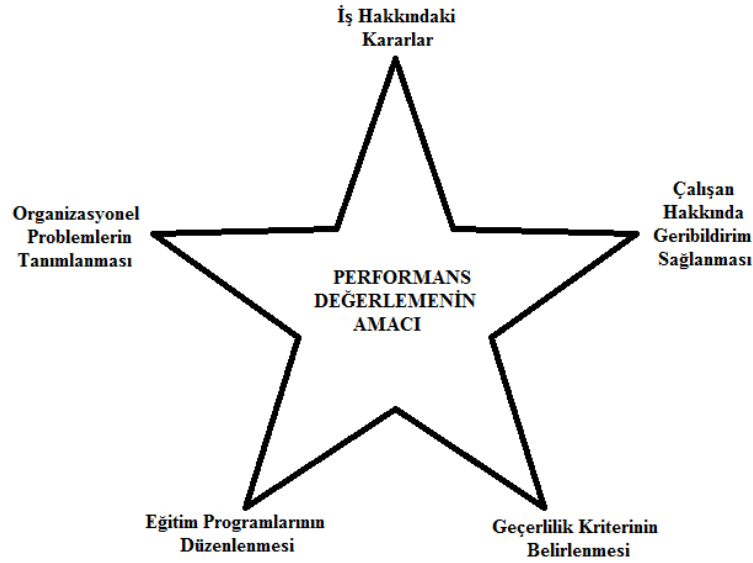 İş Hakkındaki
Kararlar
Çalışan
Hakkında
Geribildirim
Sağlanması
Organizasyonel
Problemlerin
Tanımlanması
PERFORMANS
DEĞERLEMENİN
AMACI
Eğitim Programlarının
Düzenlenmesi
Geçerlilik Kriterinin
Belirlenmesi